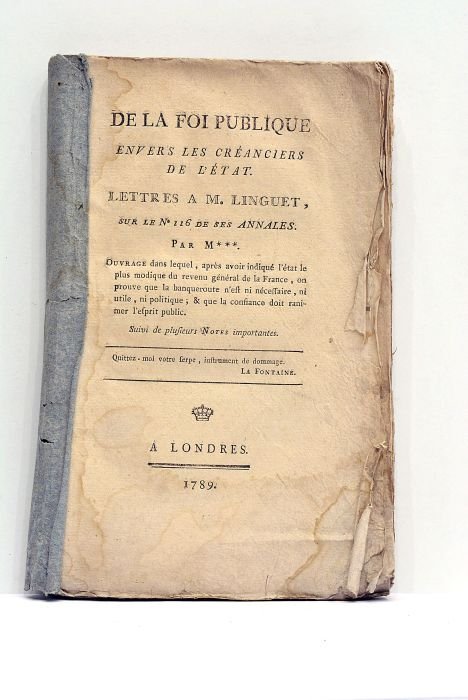 DE LA FOI PUBLIQUE
ENVERS LES CRÉANCIERS
DE L'ÉTAT.
LETTRES A M. LINGUET,
SUR LE Nº 116 DE SES ANNALES.
PAR M***.
OUVRAGE dans lequel, après avoir indiqué l'état le
plus modique du revenu général de la France, on
prouve que la banqueroute n'eſt ni néceſſaire, ni
utile, ni politique; & que la confiance doit rani-
mer l'eſprit public.
Suivi de pluſieurs NOTES importantes.
Quittez-moi votre ſerpe, inſtrument de dommage.
LA FONTAINE.
A LONDRES.
1789.